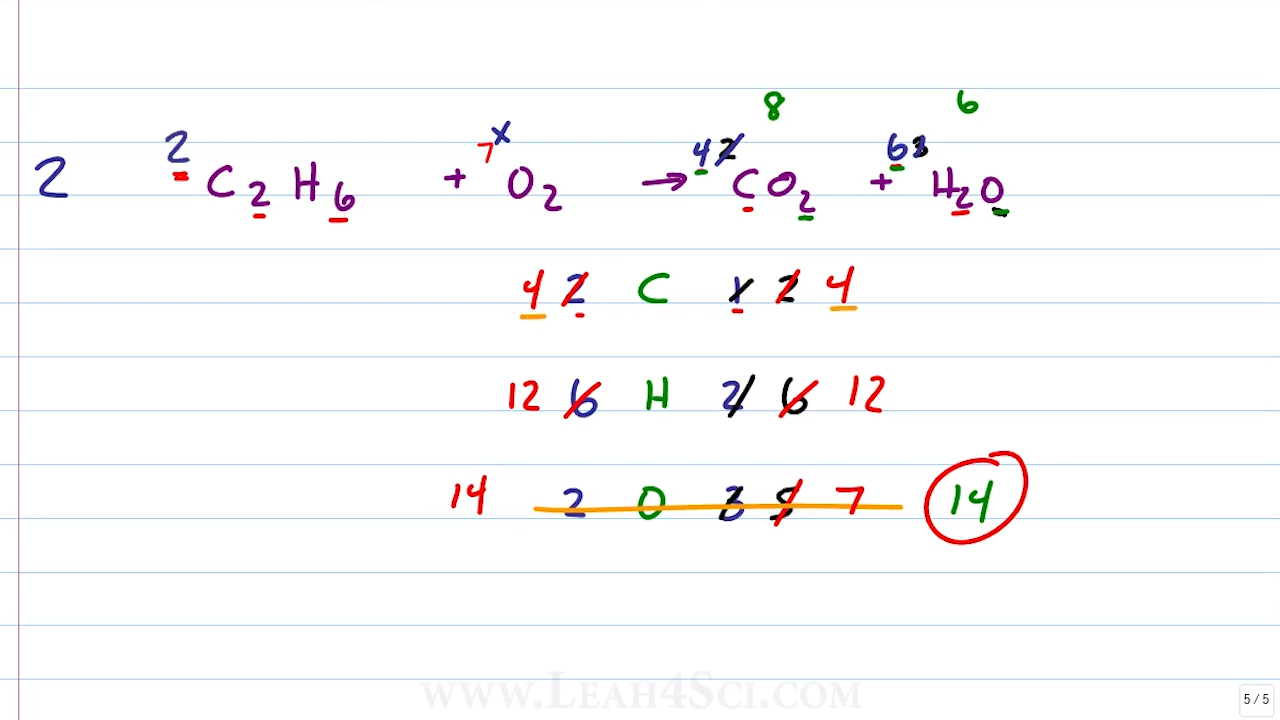 8 6
2 2 7 x 4 2 6 3
C2H6 + O2 → CO2 + H2O
4 2 C 1 2 4
12 6 H 2 6 12
14 2 O 3 5 7 14
www.Leah4Sci.com
5 / 5